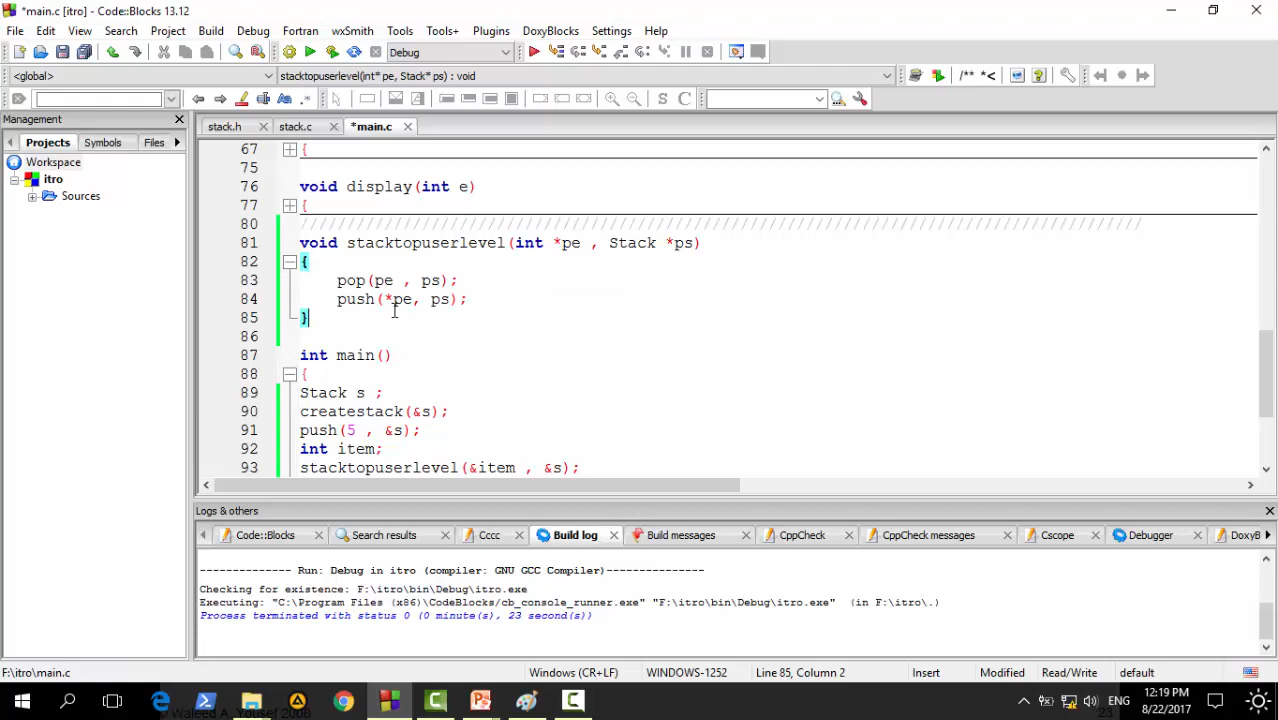 *main.c [itro] - Code::Blocks 13.12
File Edit View Search Project Build Debug Fortran wxSmith Tools Tools+ Plugins DoxyBlocks Settings Help
Debug
<global> stacktopuserlevel(int* pe, Stack* ps) : void
/** *<
S C
Management
stack.h stack.c *main.c
Projects Symbols Files
Workspace
itro
Sources
67 {
75
76 void display(int e)
77 {
80 //////////////////////////////////////////////////////////////////////////////////////////
81 void stacktopuserlevel(int *pe , Stack *ps)
82 {
83 pop(pe , ps);
84 push(*pe, ps);
85 }
86
87 int main()
88 {
89 Stack s ;
90 createstack(&s);
91 push(5 , &s);
92 int item;
93 stacktopuserlevel(&item , &s);
Logs & others
Code::Blocks Search results Cccc Build log Build messages CppCheck CppCheck messages Cscope Debugger DoxyB
-------------- Run: Debug in itro (compiler: GNU GCC Compiler)---------------
Checking for existence: F:\itro\bin\Debug\itro.exe
Executing: "C:\Program Files (x86)\CodeBlocks/cb_console_runner.exe" "F:\itro\bin\Debug\itro.exe" (in F:\itro\.)
Process terminated with status 0 (0 minute(s), 23 second(s))
F:\itro\main.c Windows (CR+LF) WINDOWS-1252 Line 85, Column 2 Insert Modified Read/Write default
ENG
12:19 PM
8/22/2017
© Waleed A. Yousef 2008
23